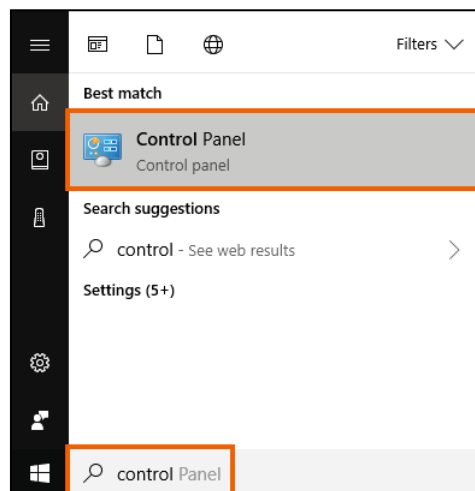 Filters
Best match
Control Panel
Control panel
Search suggestions
control - See web results
Settings (5+)
control Panel